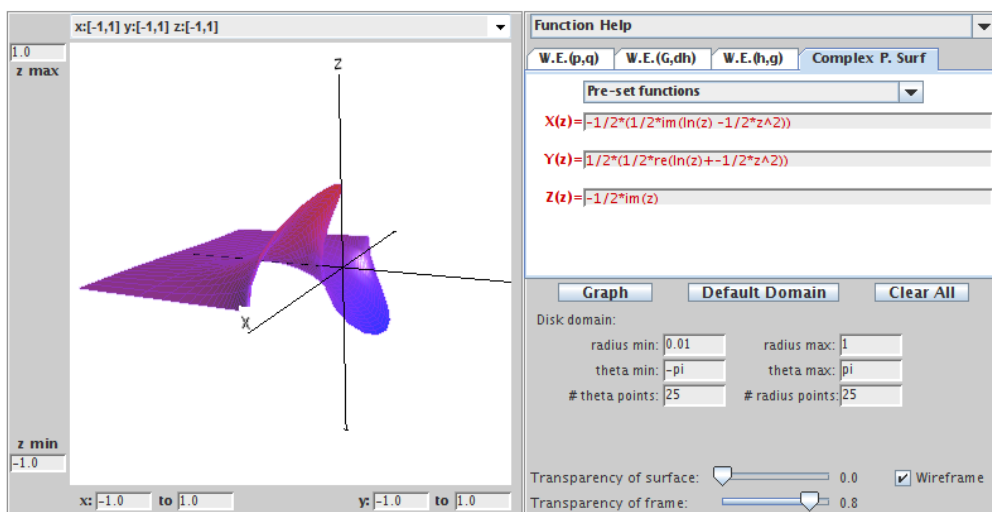 x:[-1,1] y:[-1,1] z:[-1,1]
1.0
z max
Z
X
z min
-1.0
x: -1.0 to 1.0 y: -1.0 to 1.0
Function Help
W.E.(p,q) W.E.(G,dh) W.E.(h,g) Complex P. Surf
Pre-set functions
X(z)= -1/2*(1/2*im(ln(z) -1/2*z^2))
Y(z)= 1/2*(1/2*re(ln(z)+-1/2*z^2))
Z(z)= -1/2*im(z)
Graph Default Domain Clear All
Disk domain:
radius min: 0.01 radius max: 1
theta min: -pi theta max: pi
# theta points: 25 # radius points: 25
Transparency of surface: 0.0 Wireframe
Transparency of frame: 0.8